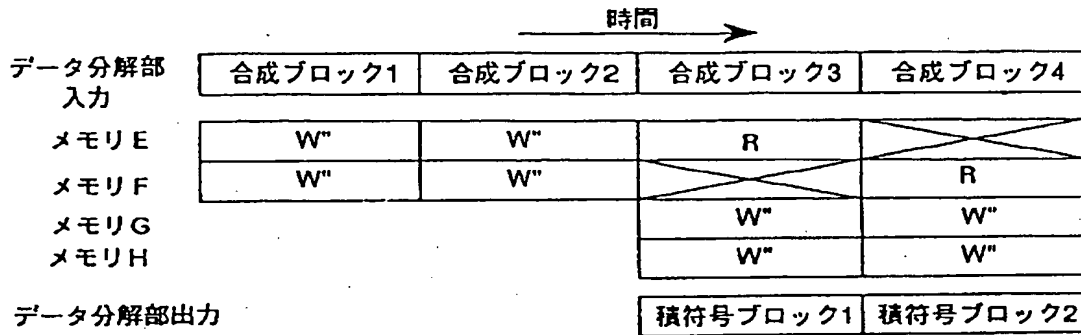 時間
データ分解部
入力
合成ブロック1 合成ブロック2 合成ブロック3 合成ブロック4
メモリE W" W" R
メモリF W" W" R
メモリG W" W"
メモリH W" W"
データ分解部出力 積符号ブロック1 積符号ブロック2